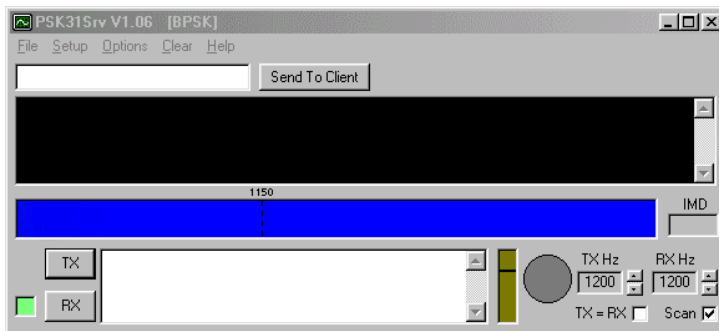 PSK31Srv V1.06 [BPSK]
File Setup Options Clear Help
Send To Client
1150
IMD
TX
TX Hz RX Hz
1200 1200
RX
TX = RX Scan